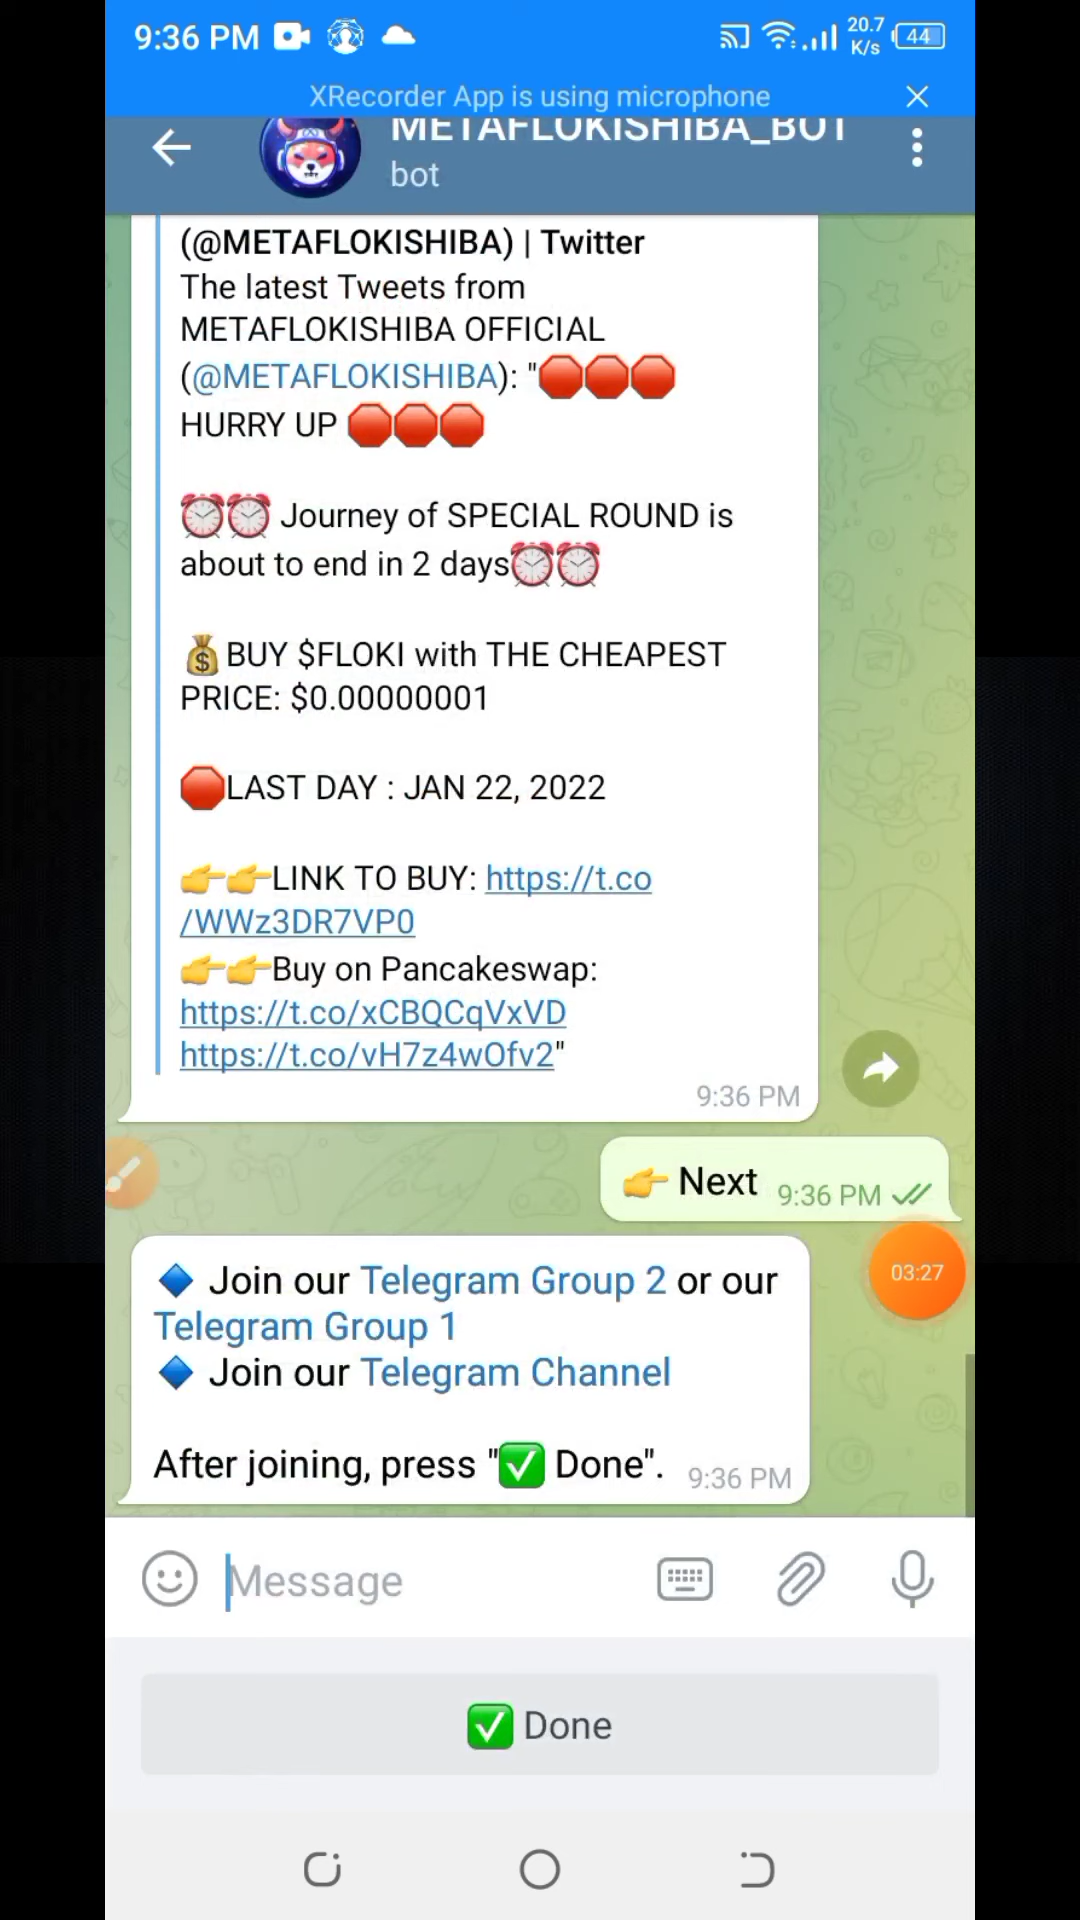 9:36 PM 20.7 K/s 44
XRecorder App is using microphone
METAFLOKISHIBA_BOT
bot
(@METAFLOKISHIBA) | Twitter
The latest Tweets from
METAFLOKISHIBA OFFICIAL
(@METAFLOKISHIBA): "🛑🛑🛑
HURRY UP 🛑🛑🛑
⏰⏰ Journey of SPECIAL ROUND is
about to end in 2 days⏰⏰
💰BUY $FLOKI with THE CHEAPEST
PRICE: $0.00000001
🛑LAST DAY : JAN 22, 2022
👉👉LINK TO BUY: https://t.co
/WWz3DR7VP0
👉👉Buy on Pancakeswap:
https://t.co/xCBQCqVxVD
https://t.co/vH7z4wOfv2"
9:36 PM
👉 Next 9:36 PM
03:27
🔷 Join our Telegram Group 2 or our
Telegram Group 1
🔷 Join our Telegram Channel
After joining, press "✅ Done". 9:36 PM
Message
✅ Done